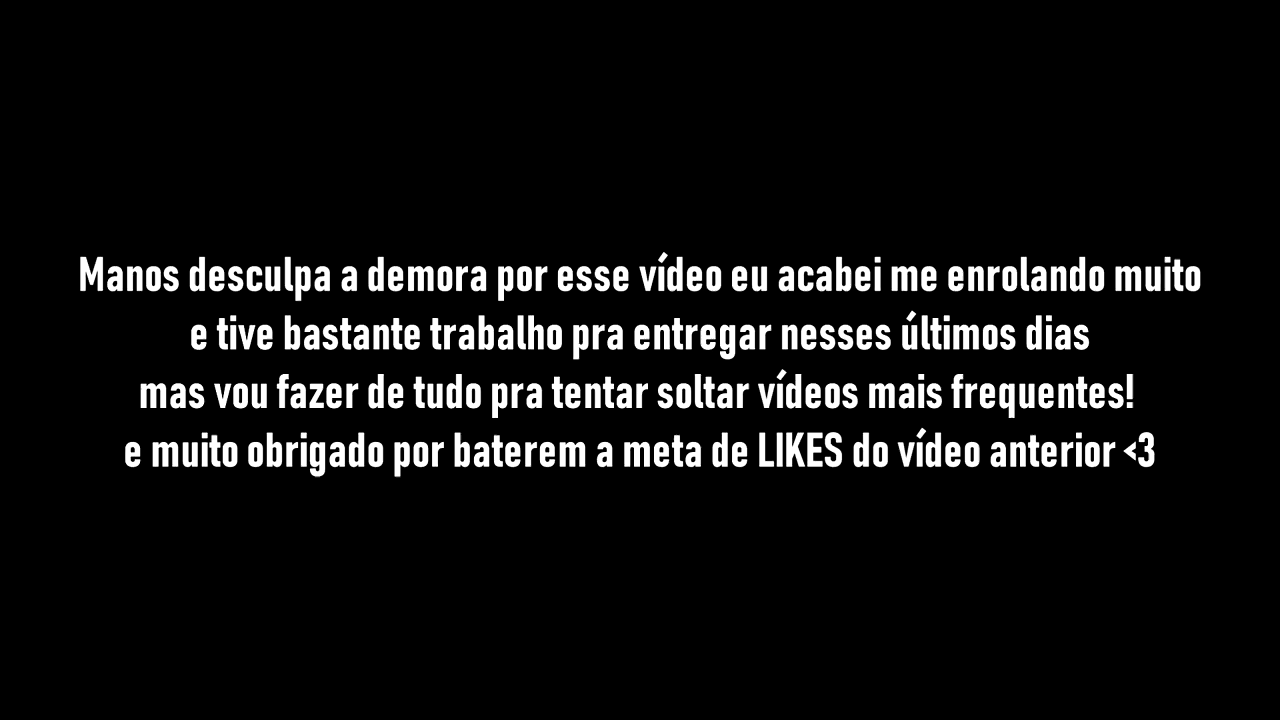 Manos desculpa a demora por esse vídeo eu acabei me enrolando muito
e tive bastante trabalho pra entregar nesses últimos dias
mas vou fazer de tudo pra tentar soltar vídeos mais frequentes!
e muito obrigado por baterem a meta de LIKES do vídeo anterior <3